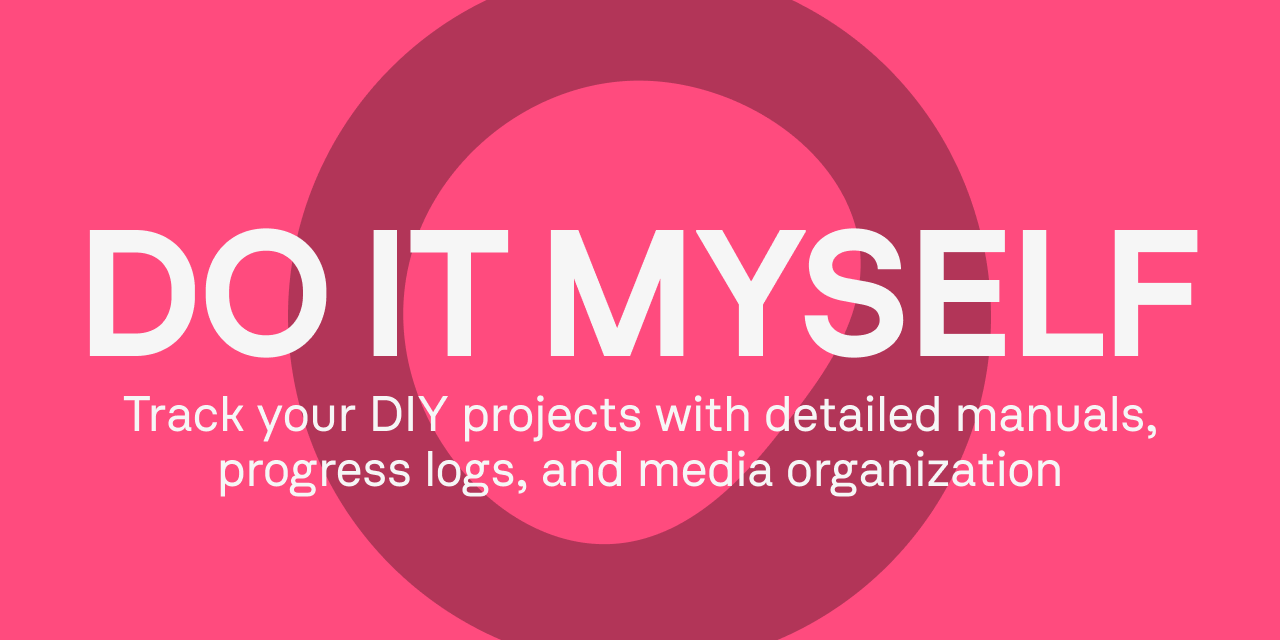 DO IT MYSELF
Track your DIY projects with detailed manuals,
progress logs, and media organization